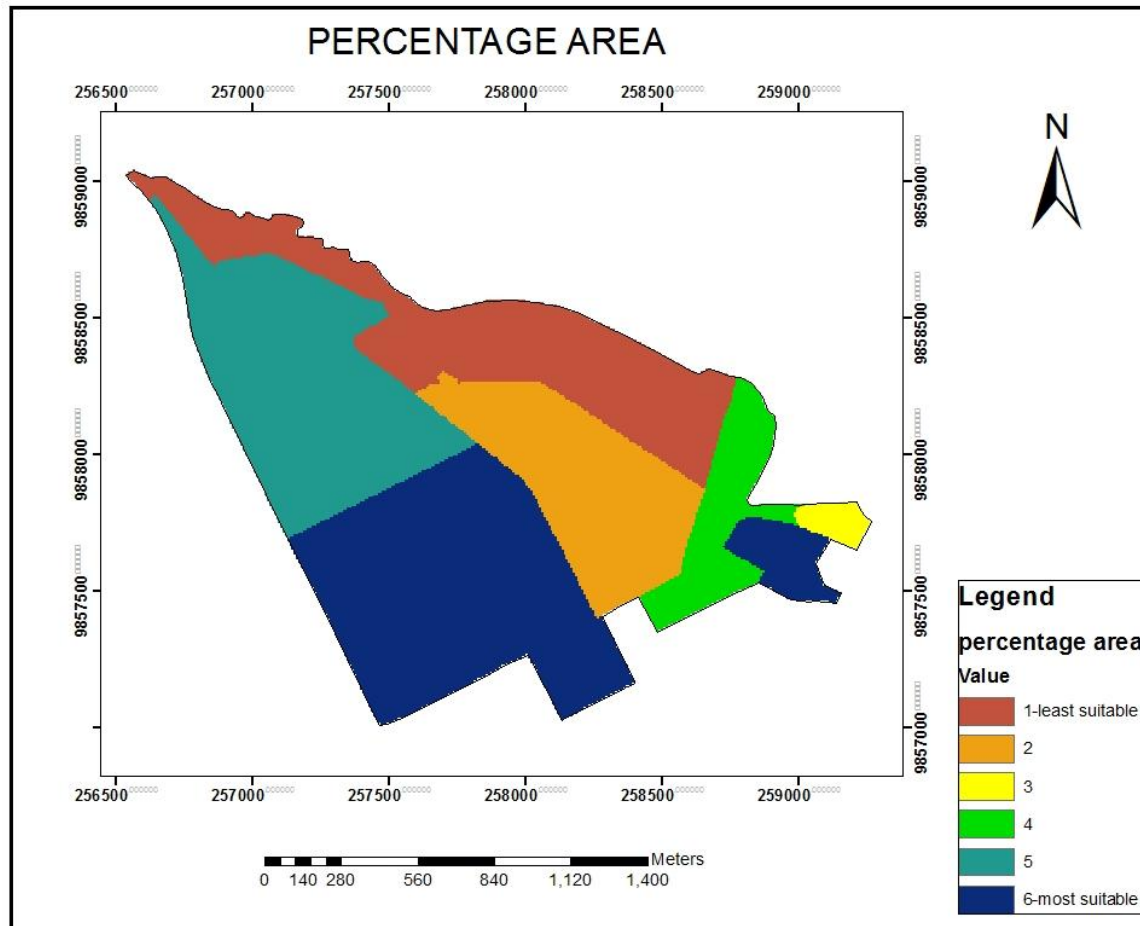 PERCENTAGE AREA
256500 257000 257500 258000 258500 259000
N
9859000 9859000
9858500 9858500
9858000 9858000
9857500 9857500
9857000
256500 257000 257500 258000 258500 259000
Meters
0 140 280 560 840 1,120 1,400
Legend
percentage area
Value
1-least suitable
2
3
4
5
6-most suitable